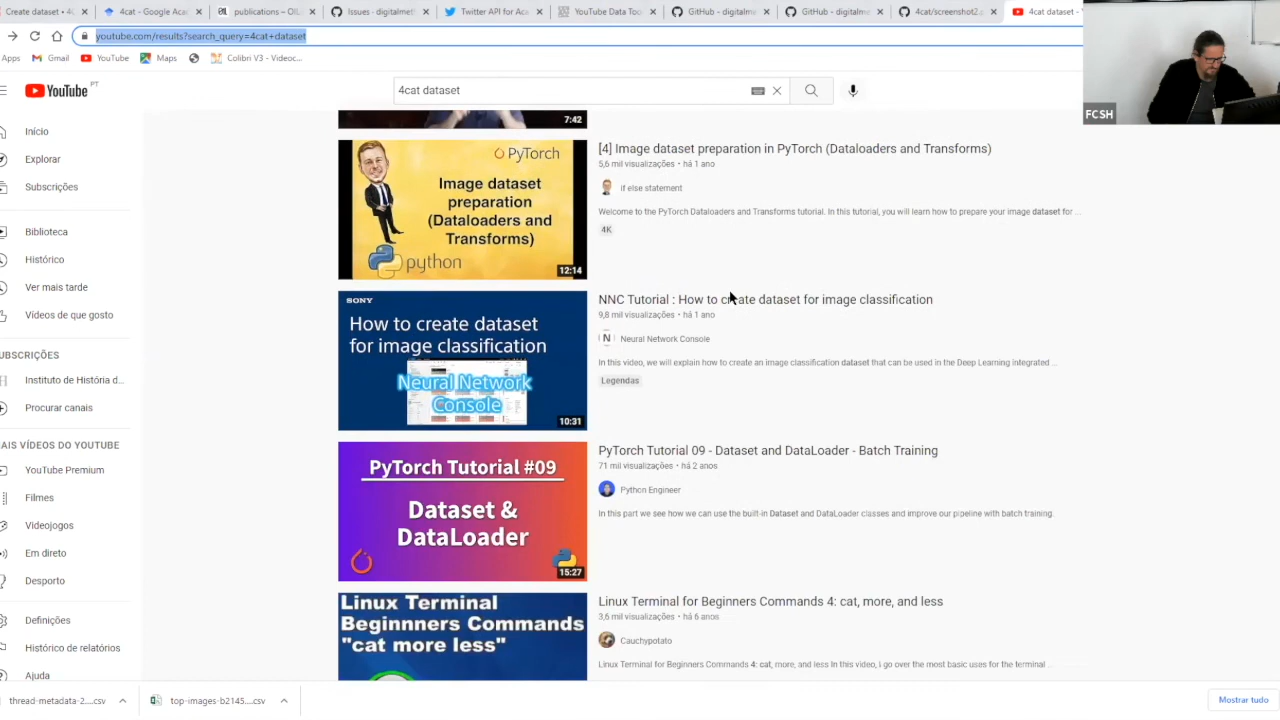 Create dataset • 4C
4cat - Google Aca
publications – OIL
Issues · digitalmeth
Twitter API for Ac
YouTube Data Too
GitHub - digitalme
GitHub - digitalme
4cat/screenshot2.
4cat dataset -
youtube.com/results?search_query=4cat+dataset
Apps
Gmail
YouTube
Maps
Colibri V3 - Videoc...
YouTube PT
4cat dataset
FCSH
Início
Explorar
Subscrições
Biblioteca
Histórico
Ver mais tarde
Vídeos de que gosto
UBSCRIÇÕES
Instituto de História d...
Procurar canais
AIS VÍDEOS DO YOUTUBE
YouTube Premium
Filmes
Videojogos
Em direto
Desporto
Definições
Histórico de relatórios
Ajuda
7:42
PyTorch
Image dataset
preparation
(Dataloaders and
Transforms)
python
12:14
[4] Image dataset preparation in PyTorch (Dataloaders and Transforms)
5,6 mil visualizações • há 1 ano
if else statement
Welcome to the PyTorch Dataloaders and Transforms tutorial. In this tutorial, you will learn how to prepare your image dataset for ...
4K
SONY
How to create dataset
for image classification
Neural Network
Console
10:31
NNC Tutorial : How to create dataset for image classification
9,8 mil visualizações • há 1 ano
N
Neural Network Console
In this video, we will explain how to create an image classification dataset that can be used in the Deep Learning integrated ...
Legendas
PyTorch Tutorial #09
Dataset &
DataLoader
15:27
PyTorch Tutorial 09 - Dataset and DataLoader - Batch Training
71 mil visualizações • há 2 anos
Python Engineer
In this part we see how we can use the built-in Dataset and DataLoader classes and improve our pipeline with batch training.
Linux Terminal
Beginnners Commands
"cat more less"
Linux Terminal for Beginners Commands 4: cat, more, and less
3,6 mil visualizações • há 6 anos
Cauchypotato
Linux Terminal for Beginners Commands 4: cat, more, and less In this video, i go over the most basic uses for the terminal ...
thread-metadata-2....csv
top-images-b2145....csv
Mostrar tudo